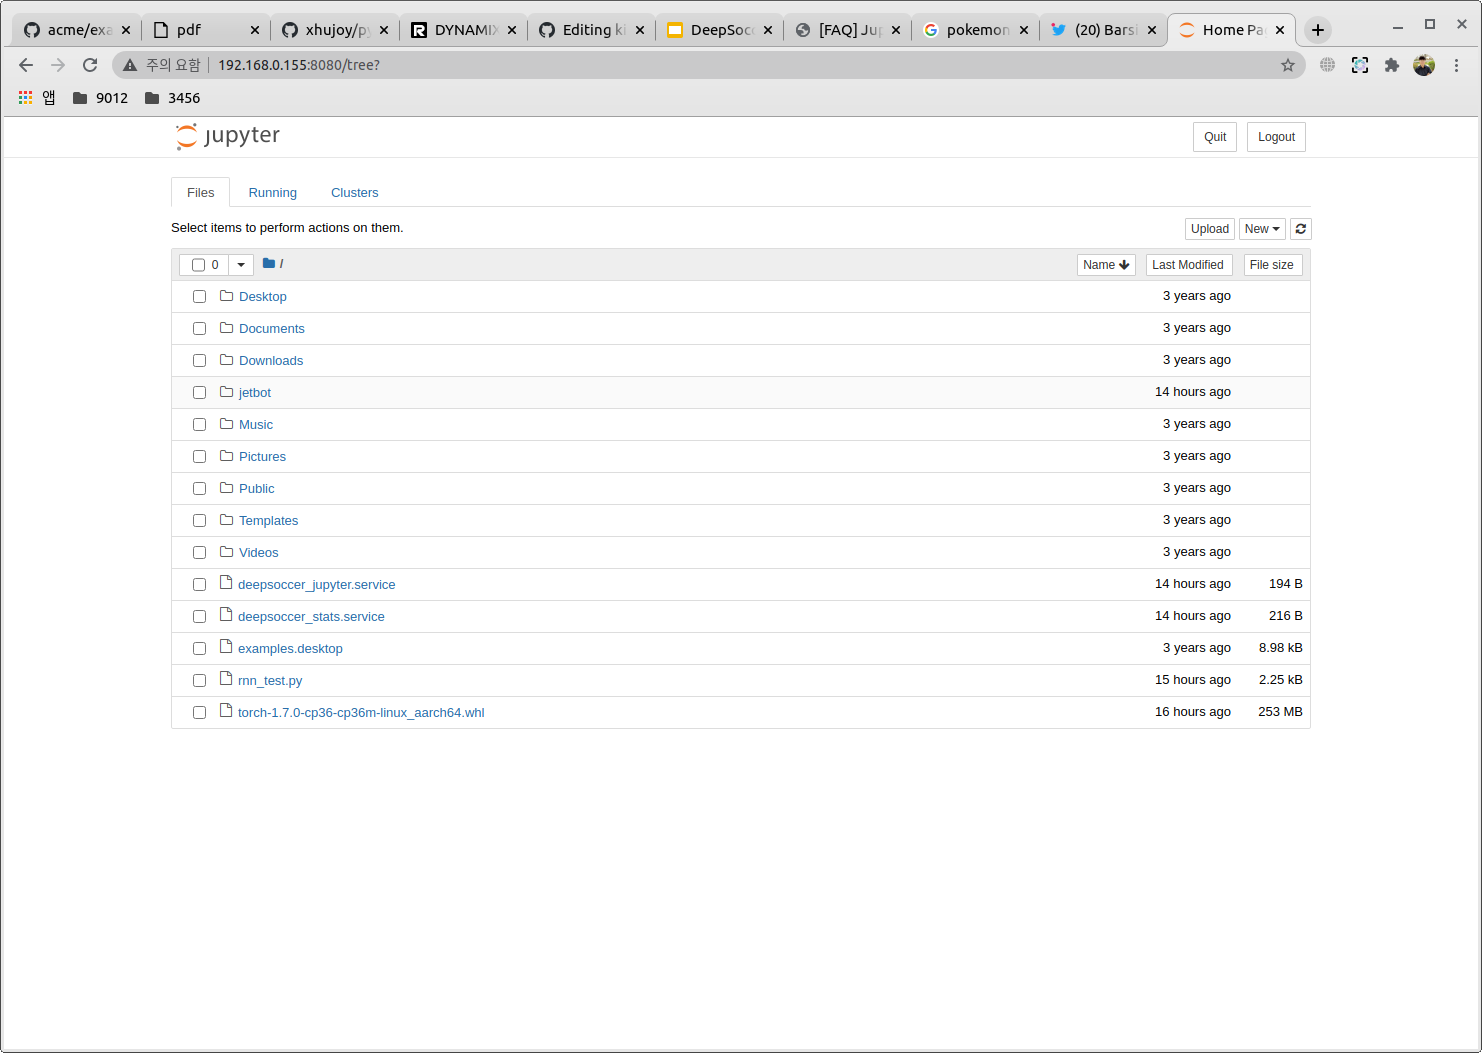 acme/exa pdf xhujoy/py DYNAMIX Editing ki DeepSocc [FAQ] Jup pokemon (20) Barsi Home Pa
주의 요함 192.168.0.155:8080/tree?
앱 9012 3456
jupyter Quit Logout
Files Running Clusters
Select items to perform actions on them. Upload New
0 / Name Last Modified File size
Desktop 3 years ago
Documents 3 years ago
Downloads 3 years ago
jetbot 14 hours ago
Music 3 years ago
Pictures 3 years ago
Public 3 years ago
Templates 3 years ago
Videos 3 years ago
deepsoccer_jupyter.service 14 hours ago 194 B
deepsoccer_stats.service 14 hours ago 216 B
examples.desktop 3 years ago 8.98 kB
rnn_test.py 15 hours ago 2.25 kB
torch-1.7.0-cp36-cp36m-linux_aarch64.whl 16 hours ago 253 MB